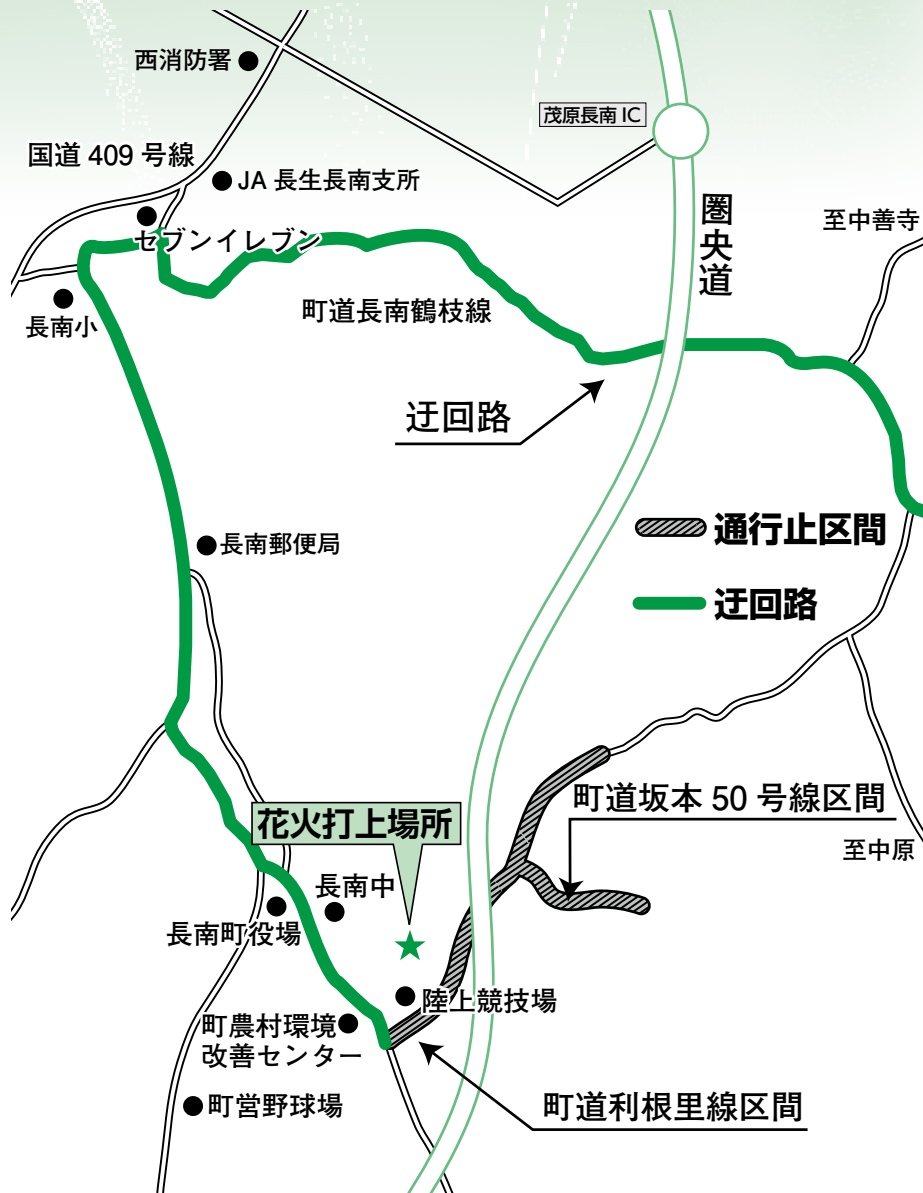 西消防署
茂原長南 IC
国道 409 号線
JA 長生長南支所
圏央道
至中善寺
セブンイレブン
長南小
町道長南鶴枝線
迂回路
通行止区間
長南郵便局
迂回路
町道坂本 50 号線区間
花火打上場所
至中原
長南中
長南町役場
陸上競技場
町農村環境
改善センター
町営野球場
町道利根里線区間